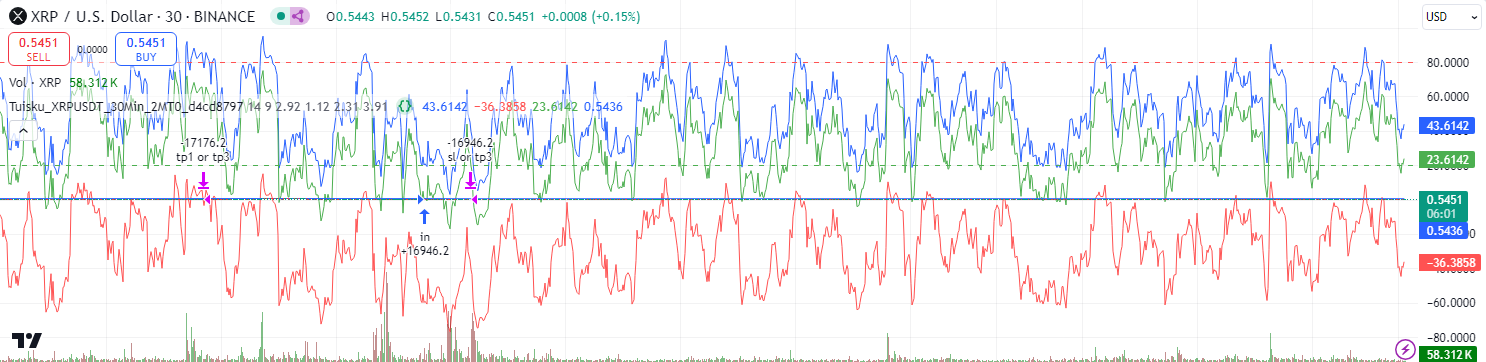 XRP / U.S. Dollar · 30 · BINANCE O0.5443 H0.5452 L0.5431 C0.5451 +0.0008 (+0.15%)
USD
0.5451
SELL
0.0000
0.5451
BUY
Vol · XRP 58.312 K
Tuisku_XRPUSDT_30Min_2MT0_d4cd8797 14 9 2.92 1.12 2.31 3.91 {} 43.6142 −36.3858 23.6142 0.5436
-17176.2
tp1 or tp3
-16946.2
sl or tp3
in
+16946.2
80.0000
60.0000
43.6142
23.6142
0.5451
06:01
0.5436
−36.3858
−60.0000
−80.0000
58.312 K